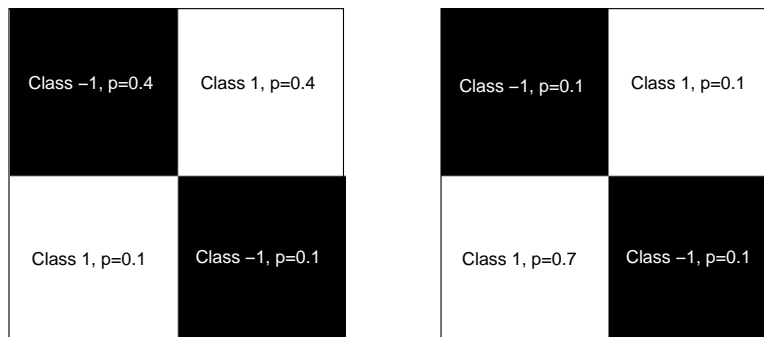 Class −1, p=0.4
Class 1, p=0.4
Class 1, p=0.1
Class −1, p=0.1
Class −1, p=0.1
Class 1, p=0.1
Class 1, p=0.7
Class −1, p=0.1